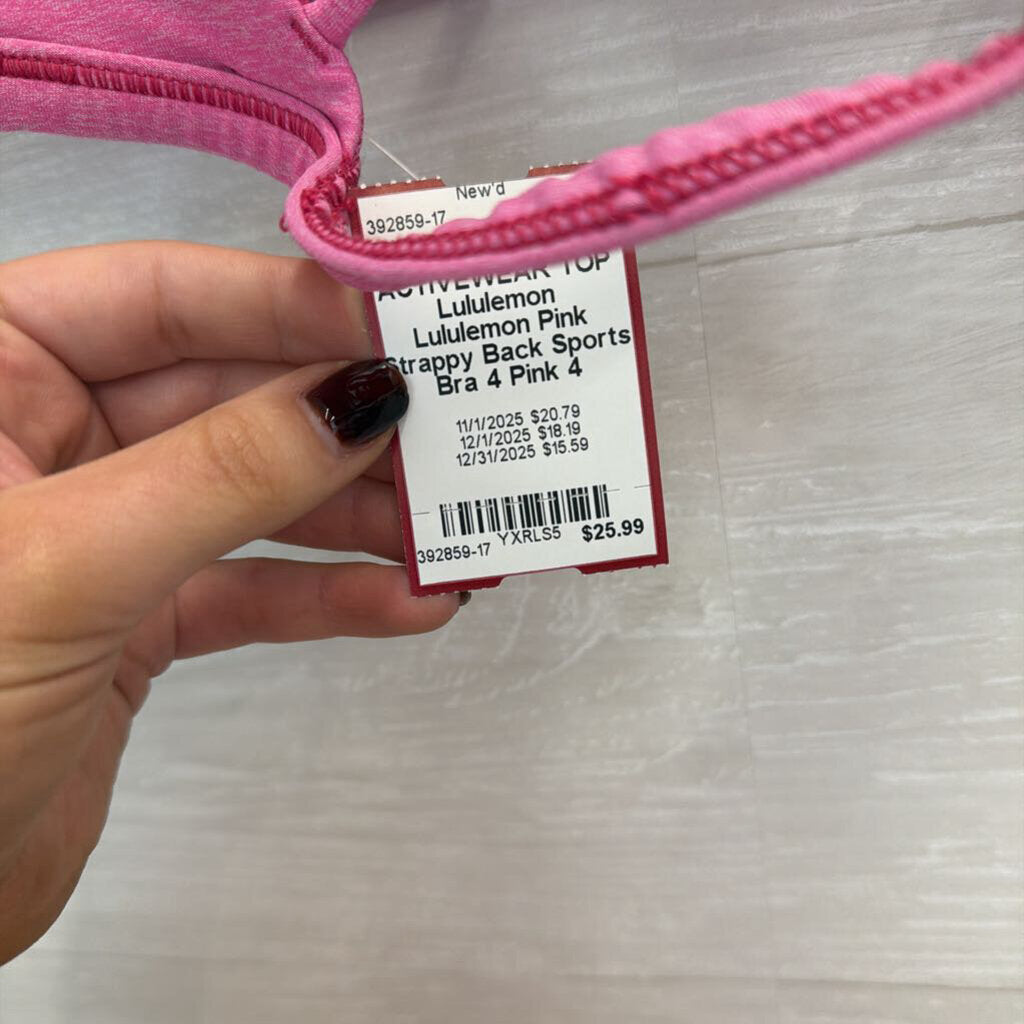 New'd
392859-17
ACTIVEWEAR TOP
Lululemon
Lululemon Pink
Strappy Back Sports
Bra 4 Pink 4
11/1/2025 $20.79
12/1/2025 $18.19
12/31/2025 $15.59
392859-17 YXRLS5 $25.99